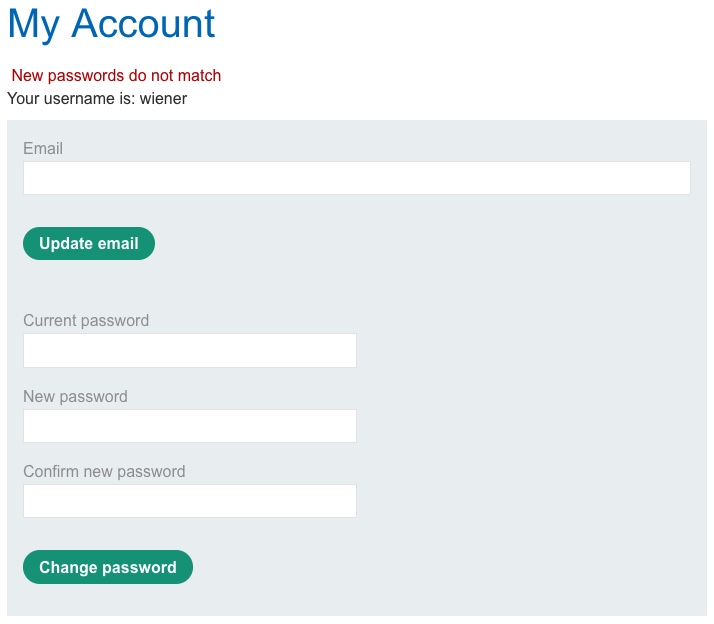 My Account
New passwords do not match
Your username is: wiener
Email
Update email
Current password
New password
Confirm new password
Change password